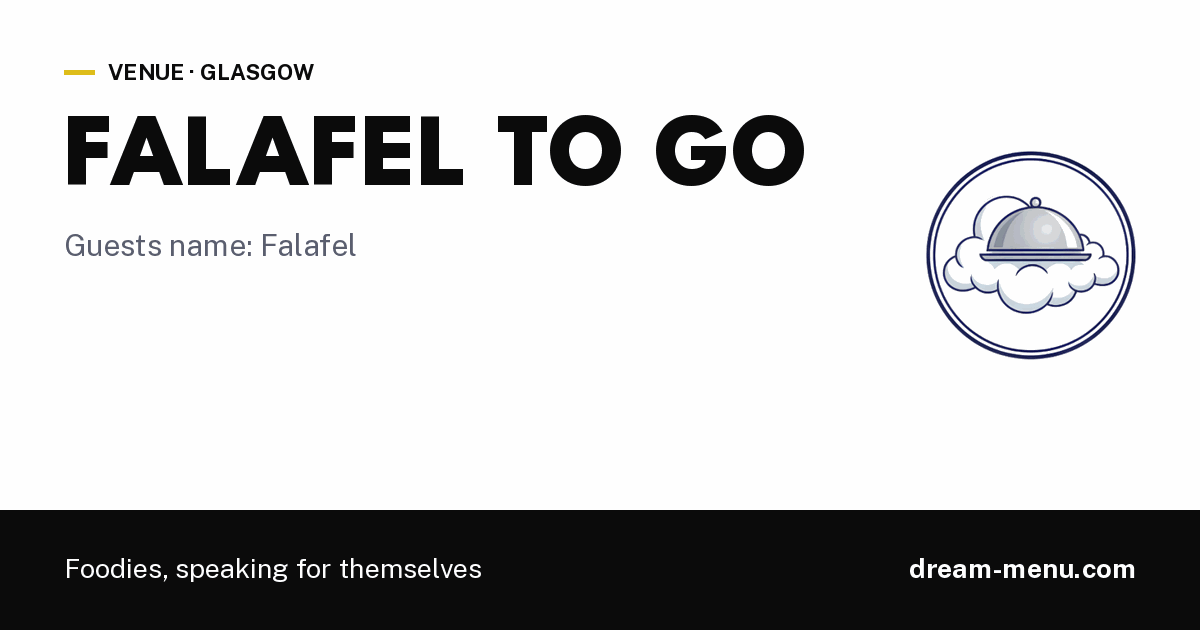 VENUE · GLASGOW
FALAFEL TO GO
Guests name: Falafel
Foodies, speaking for themselves
dream-menu.com